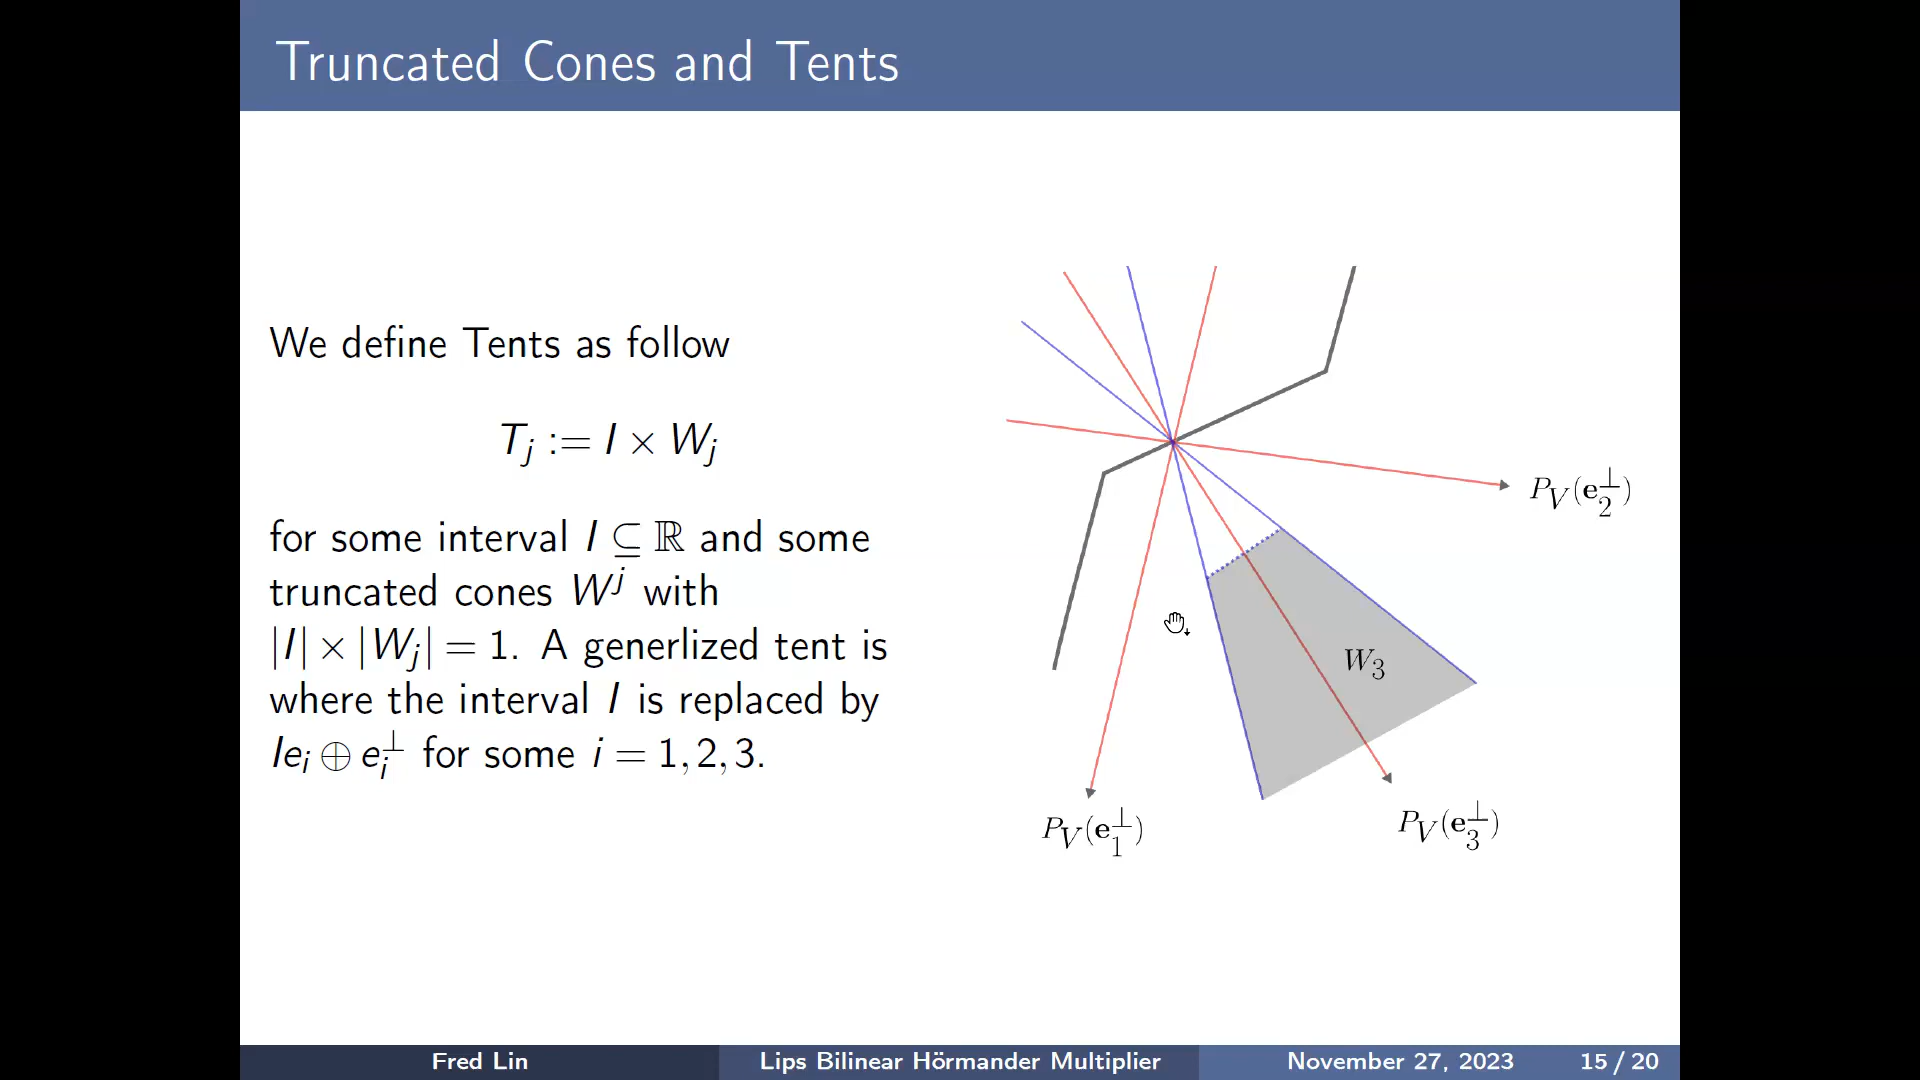 Truncated Cones and Tents
We define Tents as follow
T_j := I × W_j
for some interval I ⊆ ℝ and some
truncated cones W^j with
|I| × |W_j| = 1. A generlized tent is
where the interval I is replaced by
Ie_i ⊕ e_i^⊥ for some i = 1, 2, 3.
P_V(e_2^⊥)
W_3
P_V(e_1^⊥)
P_V(e_3^⊥)
Fred Lin
Lips Bilinear Hörmander Multiplier
November 27, 2023
15 / 20